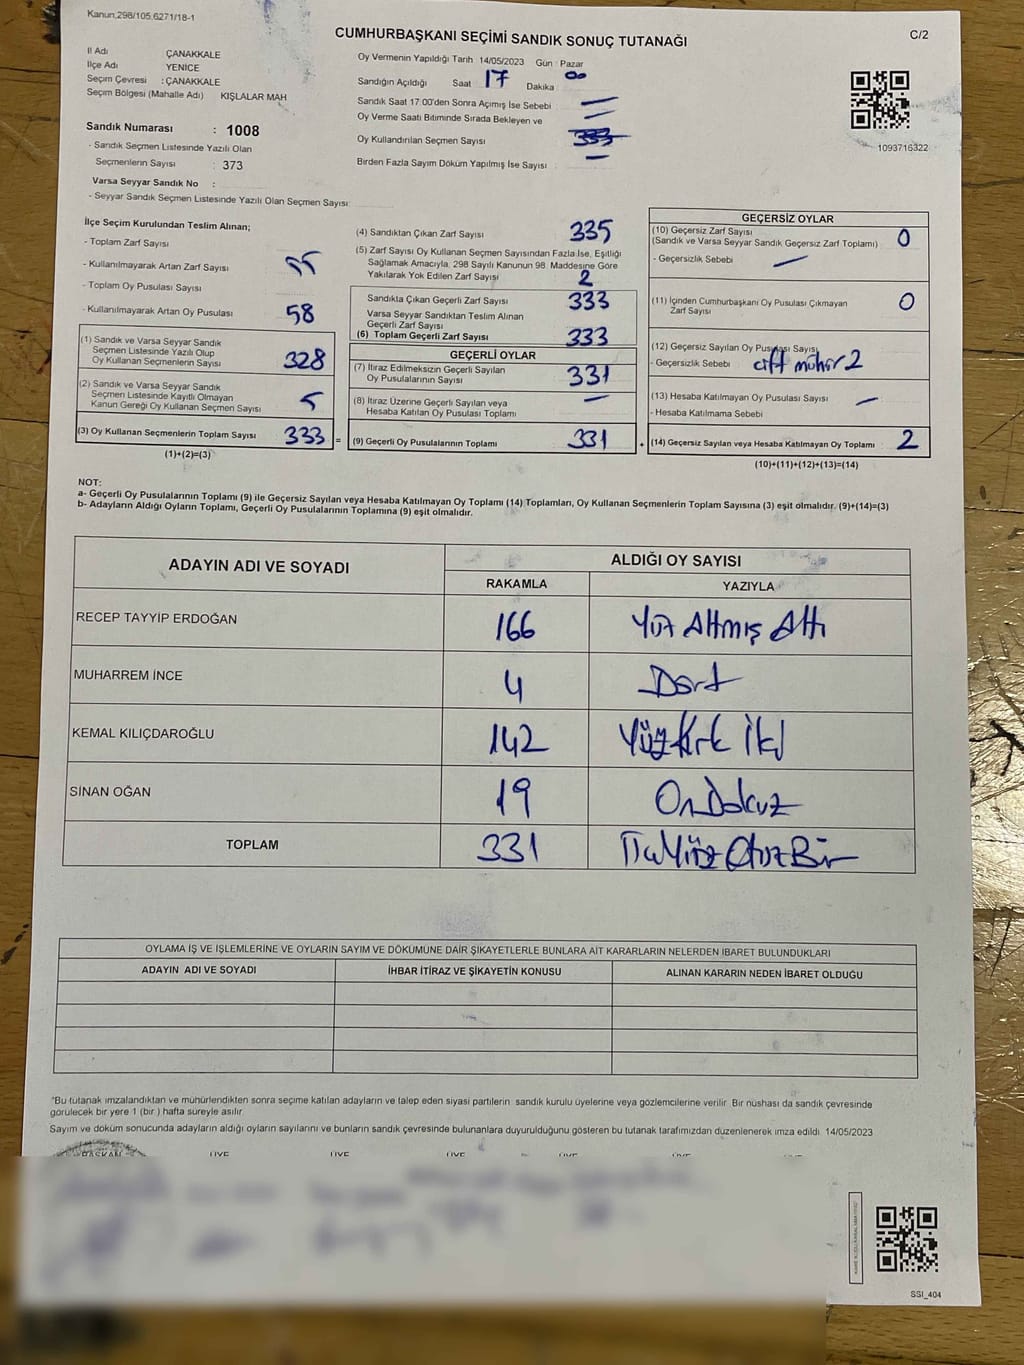 Kanun,298/105,6271/18-1
CUMHURBAŞKANI SEÇİMİ SANDIK SONUÇ TUTANAĞI
C/2
İl Adı ÇANAKKALE
İlçe Adı YENİCE
Seçim Çevresi : ÇANAKKALE
Seçim Bölgesi (Mahalle Adı) KIŞLALAR MAH
Sandık Numarası : 1008
- Sandık Seçmen Listesinde Yazılı Olan
Seçmenlerin Sayısı : 373
Varsa Seyyar Sandık No :
- Seyyar Sandık Seçmen Listesinde Yazılı Olan Seçmen Sayısı:
Oy Vermenin Yapıldığı Tarih 14/05/2023 Gün : Pazar
Sandığın Açıldığı Saat 17 Dakika 00
Sandık Saat 17:00'den Sonra Açılmış İse Sebebi —
Oy Verme Saati Bitiminde Sırada Bekleyen ve —
Oy Kullandırılan Seçmen Sayısı 333
Birden Fazla Sayım Döküm Yapılmış İse Sayısı —
1093716322
İlçe Seçim Kurulundan Teslim Alınan;
- Toplam Zarf Sayısı
- Kullanılmayarak Artan Zarf Sayısı 55
- Toplam Oy Pusulası Sayısı
- Kullanılmayarak Artan Oy Pusulası 58
(1) Sandık ve Varsa Seyyar Sandık
Seçmen Listesinde Yazılı Olup
Oy Kullanan Seçmenlerin Sayısı 328
(2) Sandık ve Varsa Seyyar Sandık
Seçmen Listesinde Kayıtlı Olmayan
Kanun Gereği Oy Kullanan Seçmen Sayısı 5
(3) Oy Kullanan Seçmenlerin Toplam Sayısı 333 =
(1)+(2)=(3)
(4) Sandıktan Çıkan Zarf Sayısı 335
(5) Zarf Sayısı Oy Kullanan Seçmen Sayısından Fazla İse, Eşitliği
Sağlamak Amacıyla, 298 Sayılı Kanunun 98. Maddesine Göre
Yakılarak Yok Edilen Zarf Sayısı 2
Sandıkta Çıkan Geçerli Zarf Sayısı 333
Varsa Seyyar Sandıktan Teslim Alınan
Geçerli Zarf Sayısı
(6) Toplam Geçerli Zarf Sayısı 333
GEÇERLİ OYLAR
(7) İtiraz Edilmeksizin Geçerli Sayılan
Oy Pusulalarının Sayısı 331
(8) İtiraz Üzerine Geçerli Sayılan veya
Hesaba Katılan Oy Pusulası Toplamı —
(9) Geçerli Oy Pusulalarının Toplamı 331 +
GEÇERSİZ OYLAR
(10) Geçersiz Zarf Sayısı
(Sandık ve Varsa Seyyar Sandık Geçersiz Zarf Toplamı) 0
- Geçersizlik Sebebi —
(11) İçinden Cumhurbaşkanı Oy Pusulası Çıkmayan
Zarf Sayısı 0
(12) Geçersiz Sayılan Oy Pusulası Sayısı
- Geçersizlik Sebebi çift mühür 2
(13) Hesaba Katılmayan Oy Pusulası Sayısı —
- Hesaba Katılmama Sebebi
(14) Geçersiz Sayılan veya Hesaba Katılmayan Oy Toplamı 2
(10)+(11)+(12)+(13)=(14)
NOT:
a- Geçerli Oy Pusulalarının Toplamı (9) ile Geçersiz Sayılan veya Hesaba Katılmayan Oy Toplamı (14) Toplamları, Oy Kullanan Seçmenlerin Toplam Sayısına (3) eşit olmalıdır. (9)+(14)=(3)
b- Adayların Aldığı Oyların Toplamı, Geçerli Oy Pusulalarının Toplamına (9) eşit olmalıdır.
ADAYIN ADI VE SOYADI
ALDIĞI OY SAYISI
RAKAMLA YAZIYLA
RECEP TAYYİP ERDOĞAN 166 Yüz Altmış Altı
MUHARREM İNCE 4 Dört
KEMAL KILIÇDAROĞLU 142 Yüz Kırk İki
SİNAN OĞAN 19 On Dokuz
TOPLAM 331 Üç Yüz Otuz Bir
OYLAMA İŞ VE İŞLEMLERİNE VE OYLARIN SAYIM VE DÖKÜMÜNE DAİR ŞİKAYETLERLE BUNLARA AİT KARARLARIN NELERDEN İBARET BULUNDUKLARI
ADAYIN ADI VE SOYADI İHBAR İTİRAZ VE ŞİKAYETİN KONUSU ALINAN KARARIN NEDEN İBARET OLDUĞU
"Bu tutanak imzalandıktan ve mühürlendikten sonra seçime katılan adayların ve talep eden siyasi partilerin sandık kurulu üyelerine veya gözlemcilerine verilir. Bir nüshası da sandık çevresinde
görülecek bir yere 1 (bir ) hafta süreyle asılır.
Sayım ve döküm sonucunda adayların aldığı oyların sayılarını ve bunların sandık çevresinde bulunanlara duyurulduğunu gösteren bu tutanak tarafımızdan düzenlenerek imza edildi. 14/05/2023
BAŞKAN ÜYE ÜYE ÜYE ÜYE ÜYE ÜYE
SSI_404